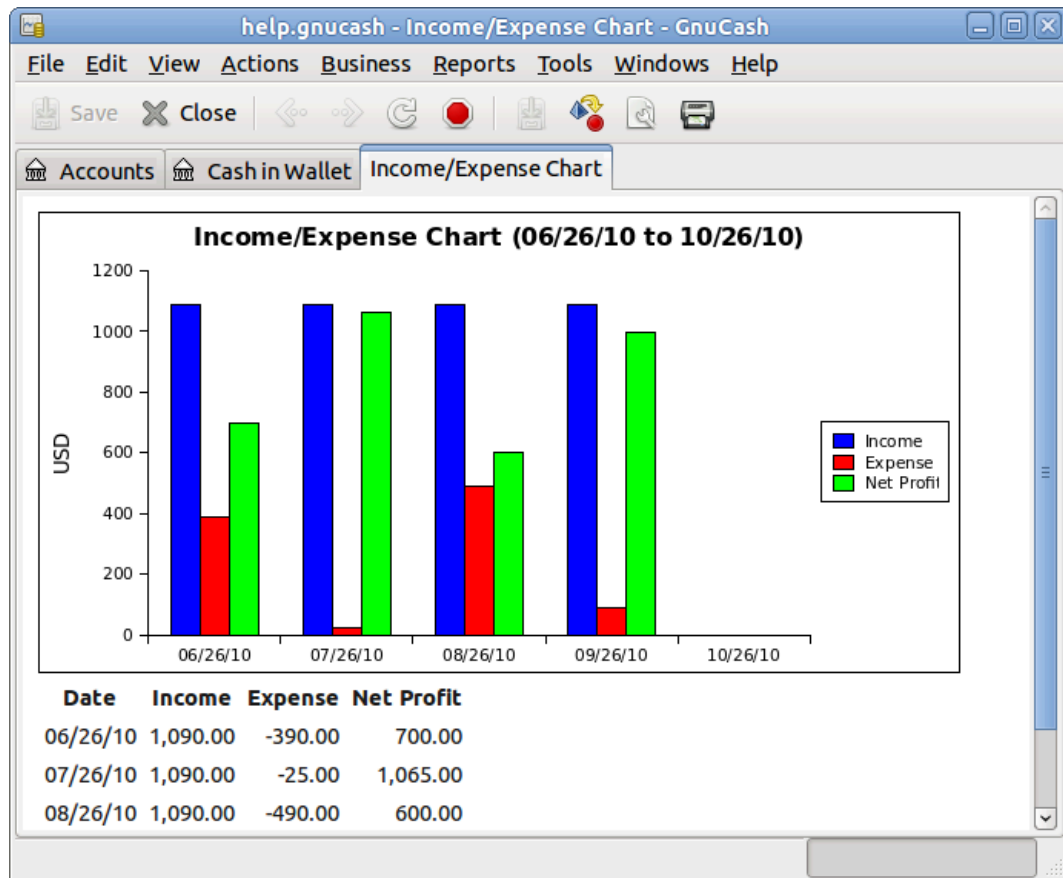 help.gnucash - Income/Expense Chart - GnuCash
File Edit View Actions Business Reports Tools Windows Help
Save Close
Accounts Cash in Wallet Income/Expense Chart
Income/Expense Chart (06/26/10 to 10/26/10)
1200
1000
800
600
400
200
0
USD
06/26/10 07/26/10 08/26/10 09/26/10 10/26/10
Income
Expense
Net Profit
Date Income Expense Net Profit
06/26/10 1,090.00 -390.00 700.00
07/26/10 1,090.00 -25.00 1,065.00
08/26/10 1,090.00 -490.00 600.00